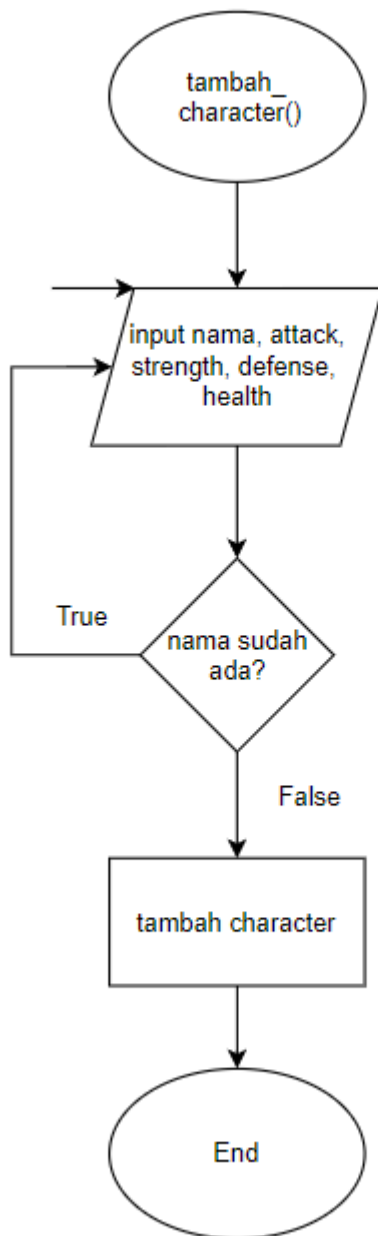 tambah_
character()
input nama, attack,
strength, defense,
health
True
nama sudah
ada?
False
tambah character
End